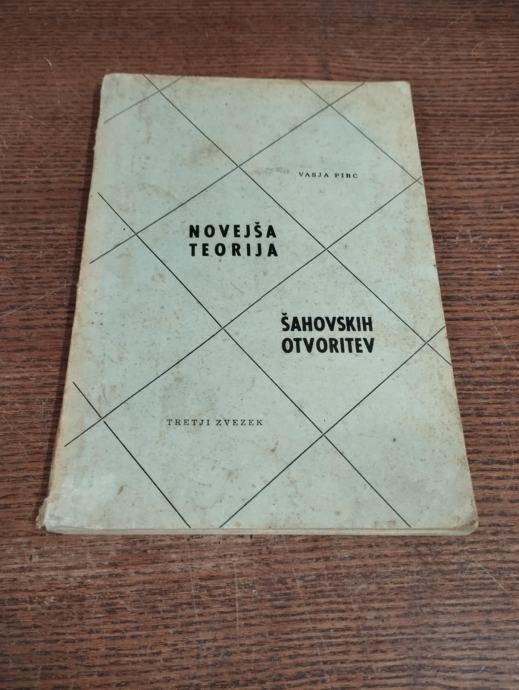 VASJA PIRC
NOVEJŠA
TEORIJA
ŠAHOVSKIH
OTVORITEV
TRETJI ZVEZEK